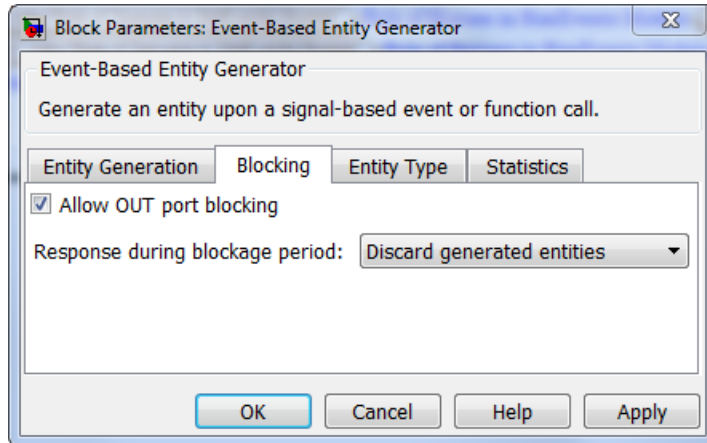 Block Parameters: Event-Based Entity Generator
Event-Based Entity Generator
Generate an entity upon a signal-based event or function call.
Entity Generation Blocking Entity Type Statistics
Allow OUT port blocking
Response during blockage period: Discard generated entities
OK Cancel Help Apply